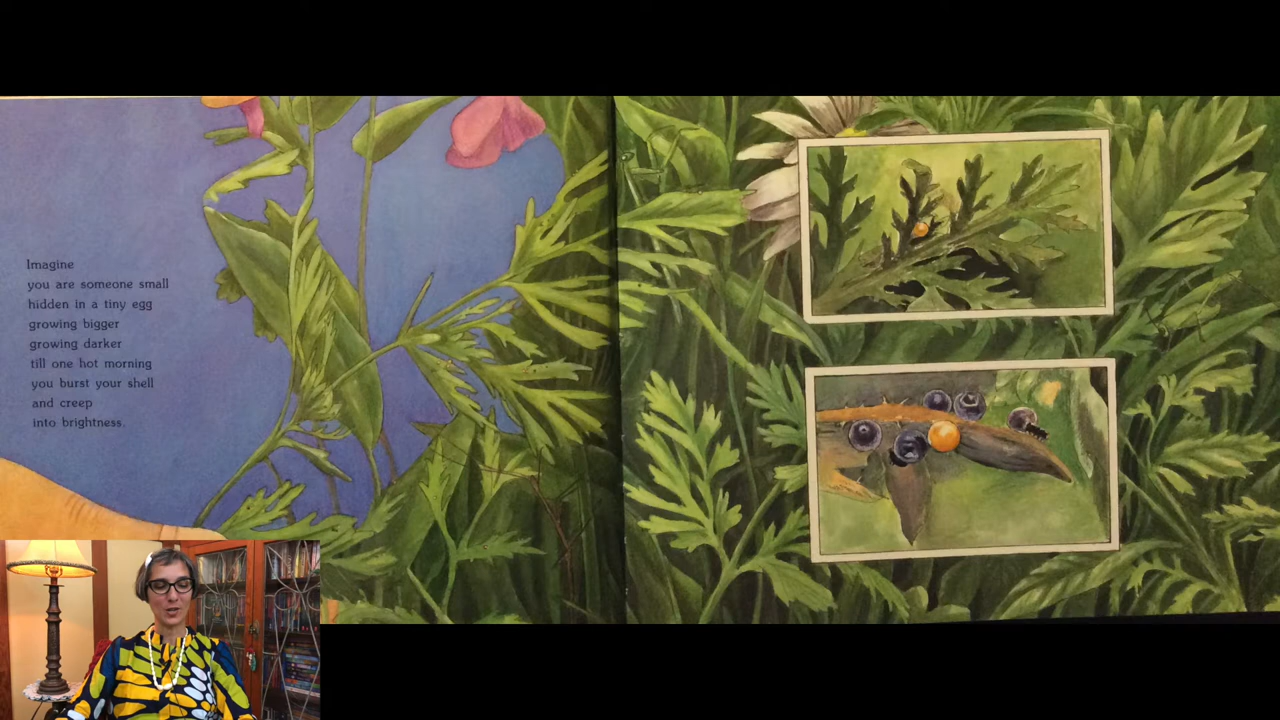 Imagine
you are someone small
hidden in a tiny egg
growing bigger
growing darker
till one hot morning
you burst your shell
and creep
into brightness.